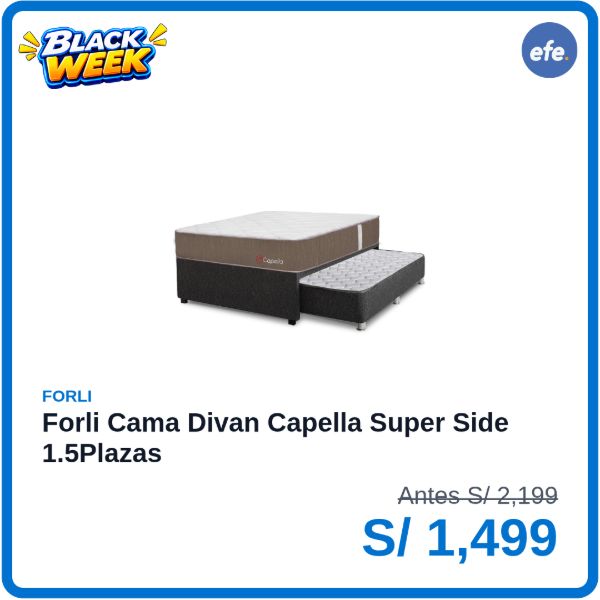 BLACK
WEEK
efe.
Capella
FORLI
Forli Cama Divan Capella Super Side
1.5Plazas
Antes S/ 2,199
S/ 1,499